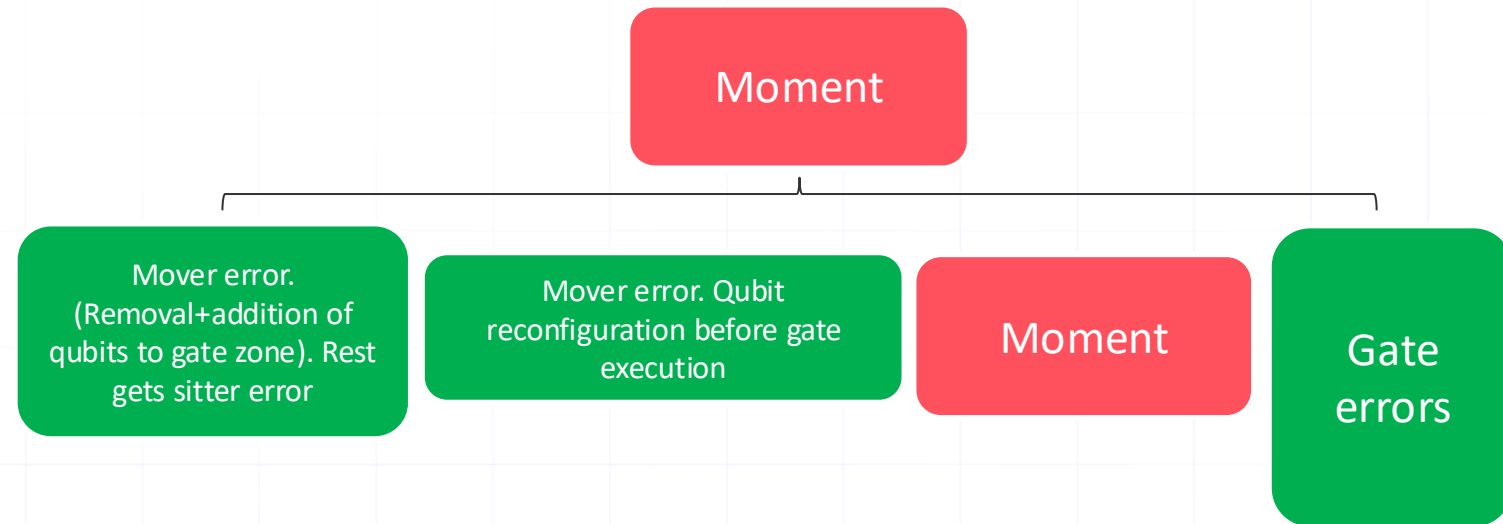 Moment
Mover error.
(Removal+addition of
qubits to gate zone). Rest
gets sitter error
Mover error. Qubit
reconfiguration before gate
execution
Moment
Gate
errors